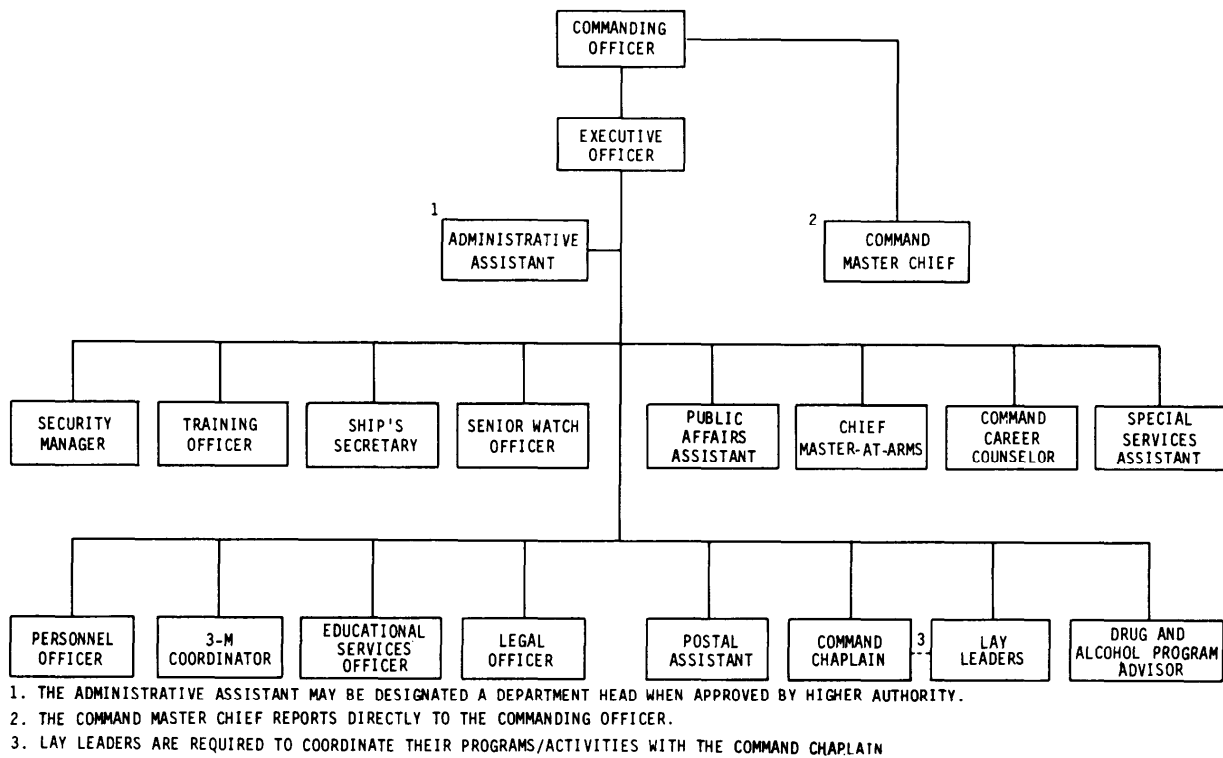 COMMANDING
OFFICER
EXECUTIVE
OFFICER
1
ADMINISTRATIVE
ASSISTANT
2
COMMAND
MASTER CHIEF
SECURITY
MANAGER
TRAINING
OFFICER
SHIP'S
SECRETARY
SENIOR WATCH
OFFICER
PUBLIC
AFFAIRS
ASSISTANT
CHIEF
MASTER-AT-ARMS
COMMAND
CAREER
COUNSELOR
SPECIAL
SERVICES
ASSISTANT
PERSONNEL
OFFICER
3-M
COORDINATOR
EDUCATIONAL
SERVICES
OFFICER
LEGAL
OFFICER
POSTAL
ASSISTANT
COMMAND
CHAPLAIN
3
LAY
LEADERS
DRUG AND
ALCOHOL PROGRAM
ADVISOR
1. THE ADMINISTRATIVE ASSISTANT MAY BE DESIGNATED A DEPARTMENT HEAD WHEN APPROVED BY HIGHER AUTHORITY.
2. THE COMMAND MASTER CHIEF REPORTS DIRECTLY TO THE COMMANDING OFFICER.
3. LAY LEADERS ARE REQUIRED TO COORDINATE THEIR PROGRAMS/ACTIVITIES WITH THE COMMAND CHAPLAIN